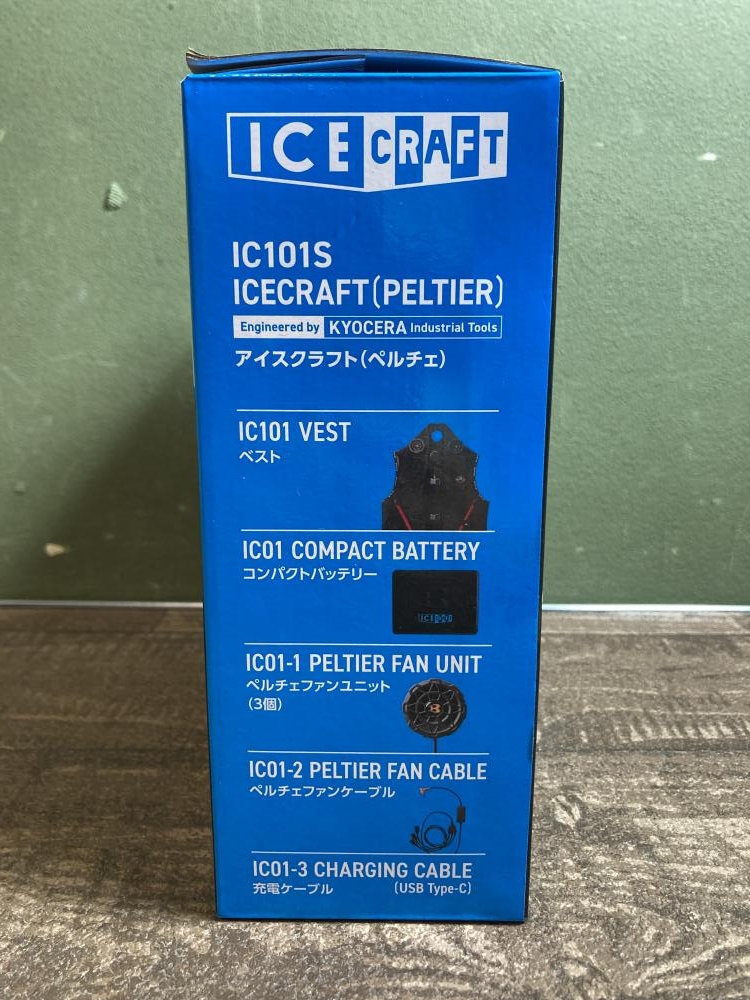 ICE CRAFT
IC101S
ICECRAFT(PELTIER)
Engineered by KYOCERA Industrial Tools
アイスクラフト(ペルチェ)
IC101 VEST
ベスト
IC01 COMPACT BATTERY
コンパクトバッテリー
IC01-1 PELTIER FAN UNIT
ペルチェファンユニット
(3個)
B
IC01-2 PELTIER FAN CABLE
ペルチェファンケーブル
IC01-3 CHARGING CABLE
充電ケーブル (USB Type-C)